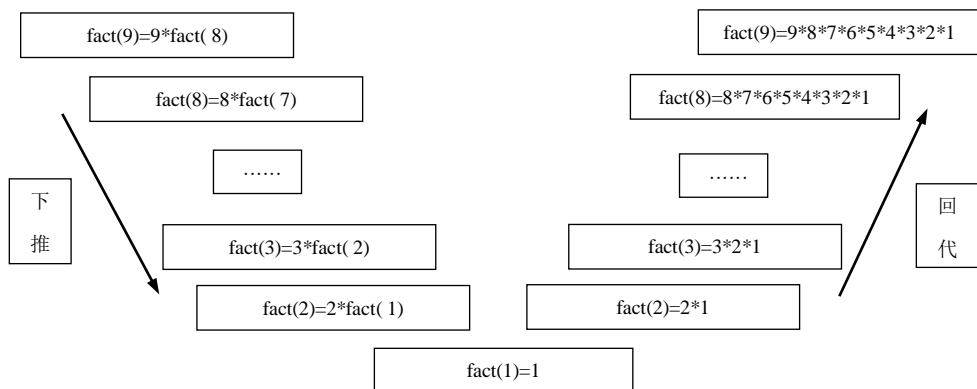 fact(9)=9*fact( 8)
fact(9)=9*8*7*6*5*4*3*2*1
fact(8)=8*fact( 7)
fact(8)=8*7*6*5*4*3*2*1
……
……
下
推
回
代
fact(3)=3*fact( 2)
fact(3)=3*2*1
fact(2)=2*fact( 1)
fact(2)=2*1
fact(1)=1